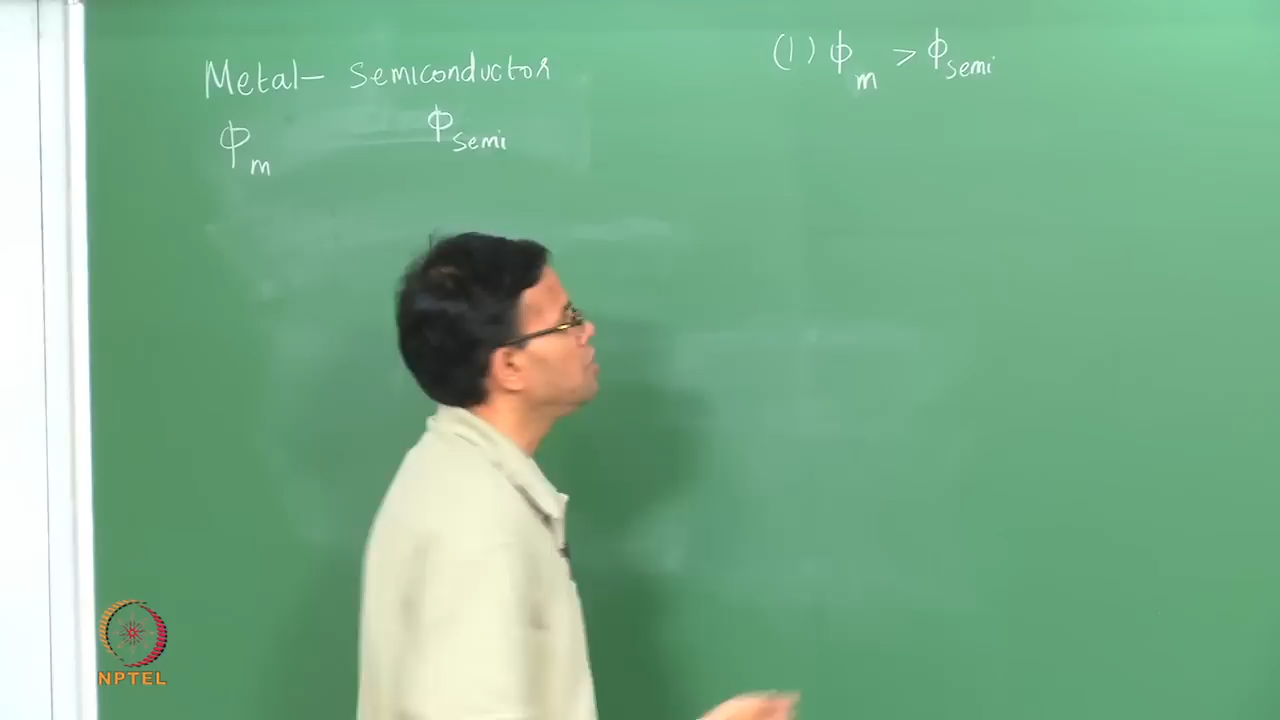 Metal- Semiconductor
ϕm ϕsemi
(1) ϕm > ϕsemi
NPTEL